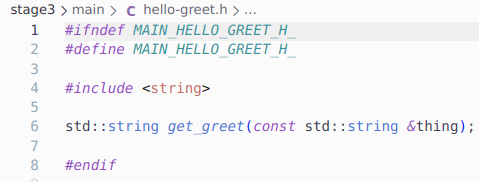 stage3 > main > C hello-greet.h > ...
1 #ifndef MAIN_HELLO_GREET_H_
2 #define MAIN_HELLO_GREET_H_
3
4 #include <string>
5
6 std::string get_greet(const std::string &thing);
7
8 #endif